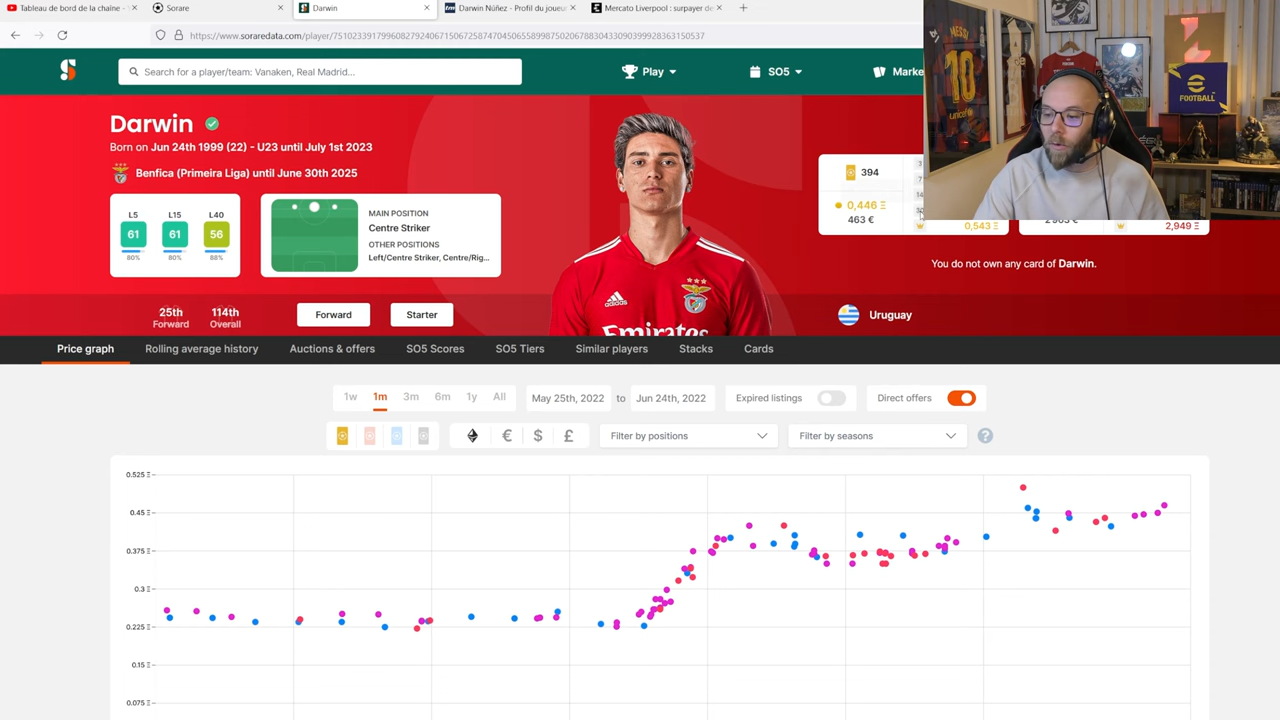 Tableau de bord de la chaîne -
Sorare
Darwin
Darwin Núñez - Profil du joueur
Mercato Liverpool : surpayer de
https://www.soraredata.com/player/75102339179960827924067150672587470450655899875020678830433090399928363150537
Search for a player/team: Vanaken, Real Madrid...
Play
SO5
Marke
MESSI
10
unicef
FOOTBALL
Darwin
Born on Jun 24th 1999 (22) - U23 until July 1st 2023
Benfica (Primeira Liga) until June 30th 2025
L5
L15
L40
61
61
56
80%
80%
88%
MAIN POSITION
Centre Striker
OTHER POSITIONS
Left/Centre Striker, Centre/Rig...
394
0,446 Ξ
463 €
0,543 Ξ
2,949 Ξ
You do not own any card of Darwin.
25th
Forward
114th
Overall
Forward
Starter
adidas
Emirates
Uruguay
Price graph
Rolling average history
Auctions & offers
SO5 Scores
SO5 Tiers
Similar players
Stacks
Cards
1w
1m
3m
6m
1y
All
May 25th, 2022
to
Jun 24th, 2022
Expired listings
Direct offers
€
$
£
Filter by positions
Filter by seasons
?
0.525 Ξ
0.45 Ξ
0.375 Ξ
0.3 Ξ
0.225 Ξ
0.15 Ξ
0.075 Ξ